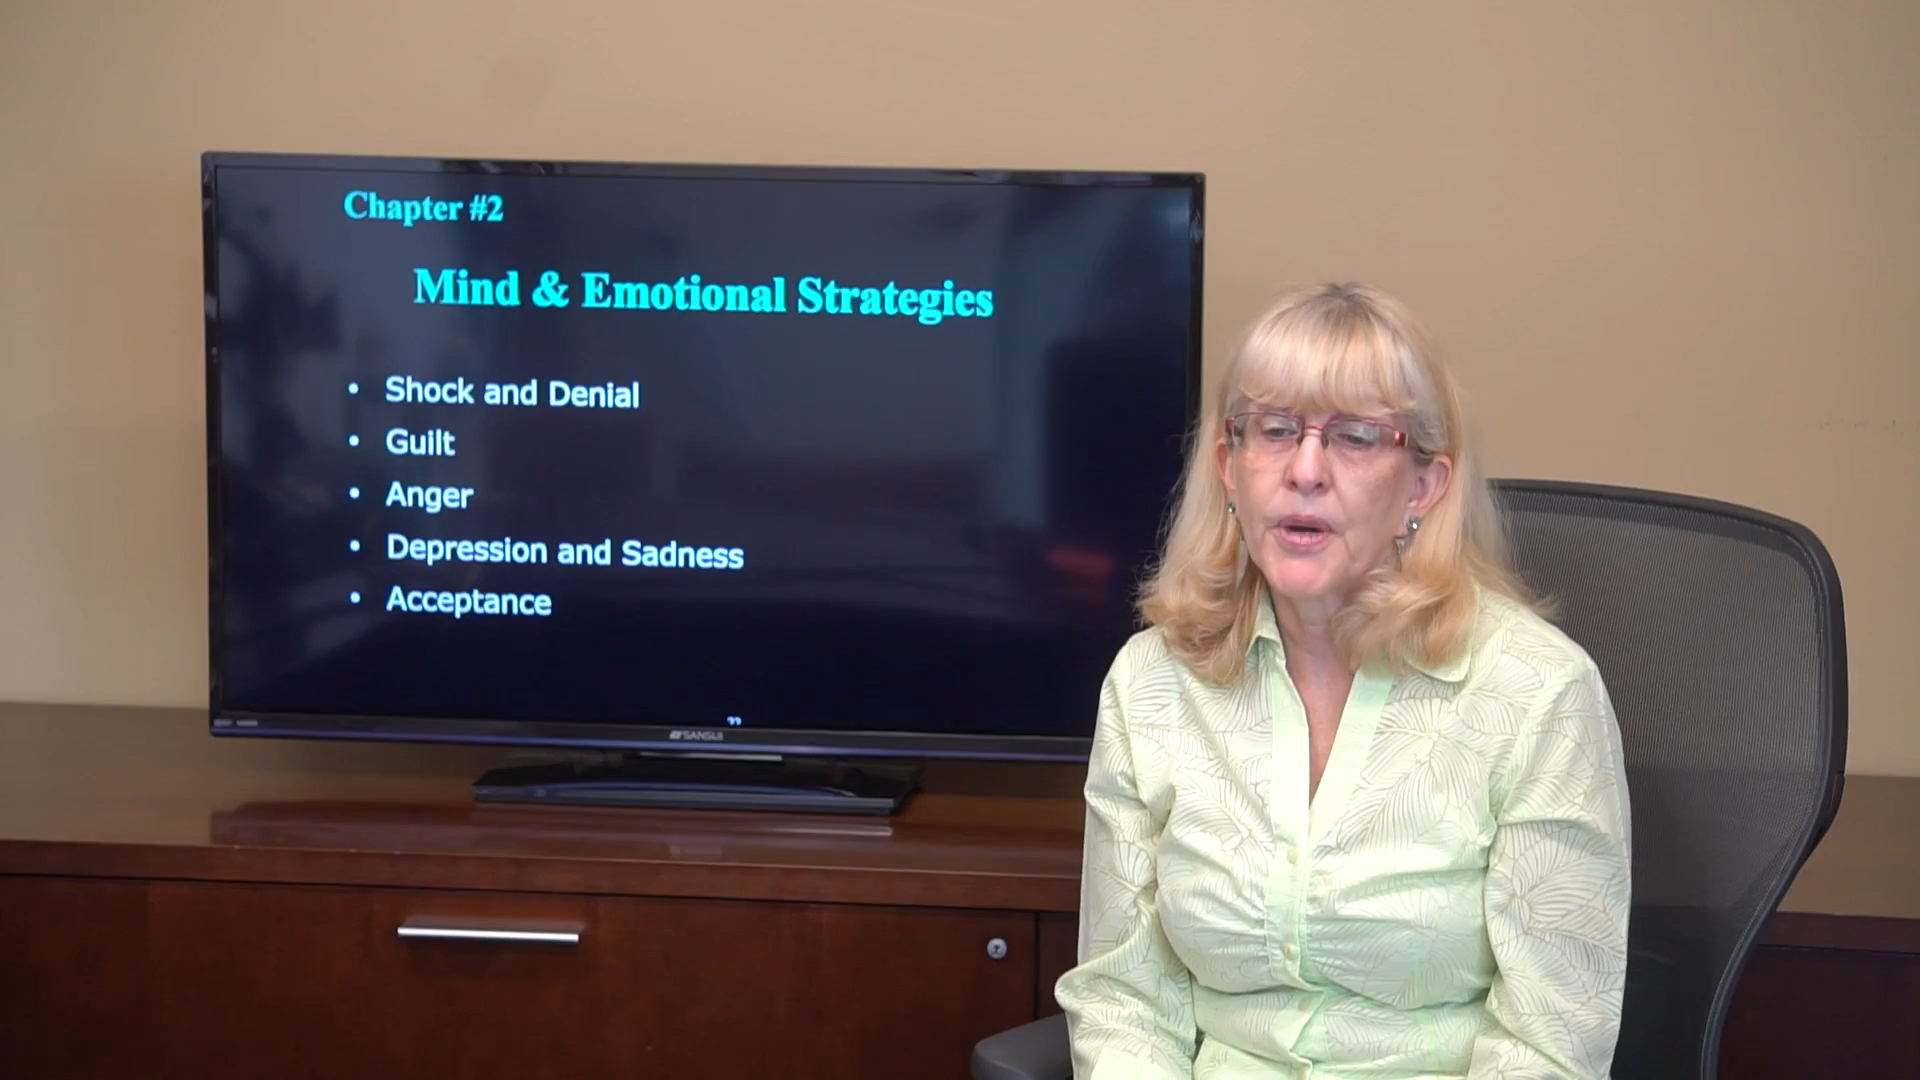 Chapter #2
Mind & Emotional Strategies
• Shock and Denial
• Guilt
• Anger
• Depression and Sadness
• Acceptance
SANSUI